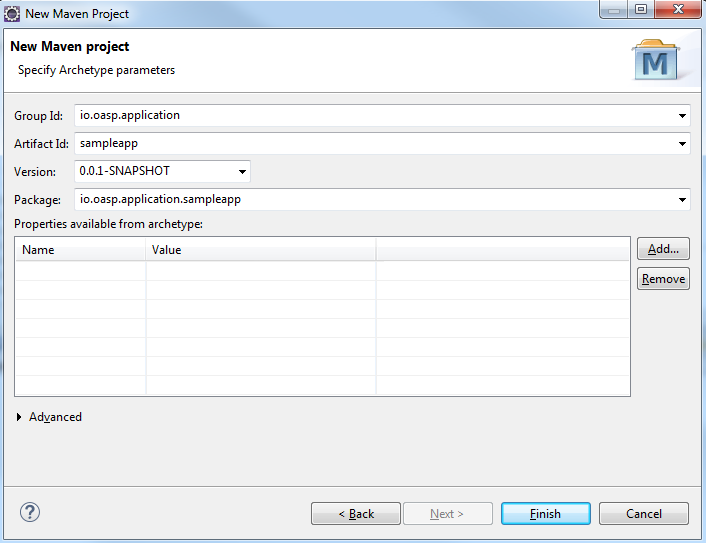 New Maven Project
New Maven project
Specify Archetype parameters
M
Group Id: io.oasp.application
Artifact Id: sampleapp
Version: 0.0.1-SNAPSHOT
Package: io.oasp.application.sampleapp
Properties available from archetype:
Name Value
Add...
Remove
Advanced
? < Back Next > Finish Cancel